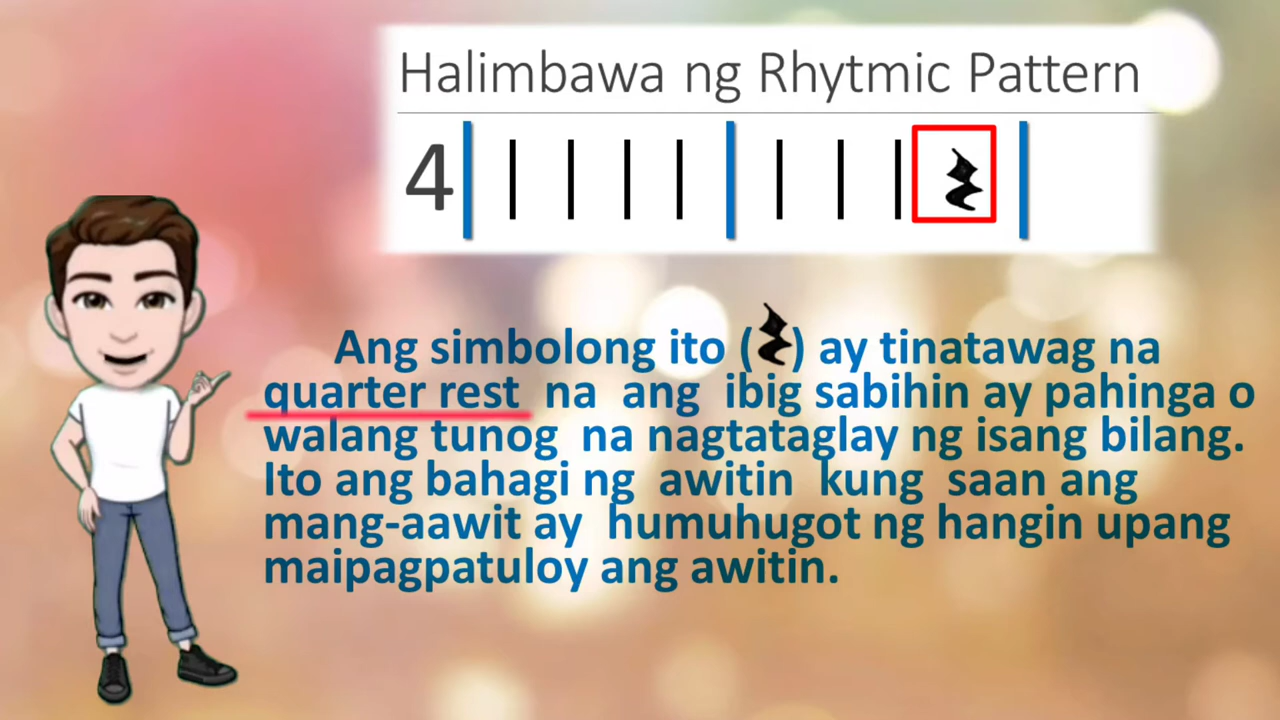 Halimbawa ng Rhytmic Pattern
4 | | | | | | | | | 𝄽 |
Ang simbolong ito (𝄽) ay tinatawag na
quarter rest na ang ibig sabihin ay pahinga o
walang tunog na nagtataglay ng isang bilang.
Ito ang bahagi ng awitin kung saan ang
mang-aawit ay humuhugot ng hangin upang
maipagpatuloy ang awitin.